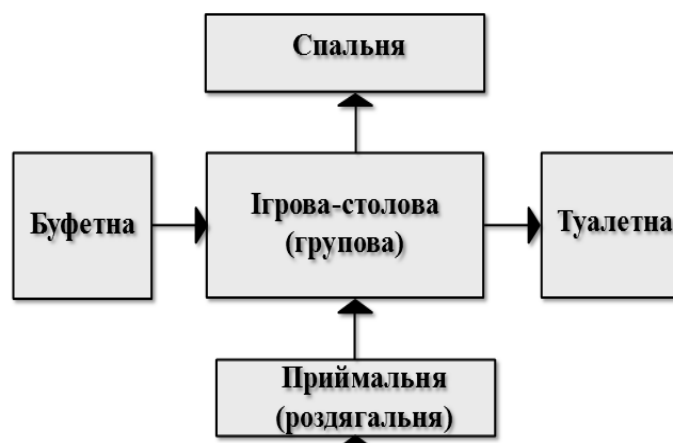 Спальня
Буфетна
Ігрова-столова
(групова)
Туалетна
Приймальня
(роздягальня)